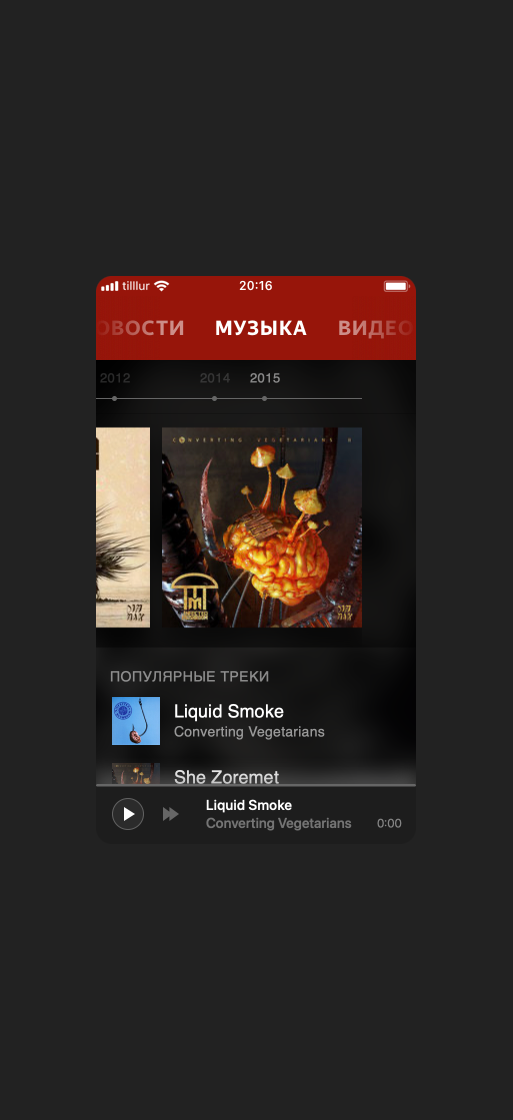 tilllur
20:16
ОВОСТИ
МУЗЫКА
ВИДЕО
2012
2014
2015
CONVERTING VEGETARIANS II
ПОПУЛЯРНЫЕ ТРЕКИ
Liquid Smoke
Converting Vegetarians
She Zoremet
Liquid Smoke
Converting Vegetarians
0:00